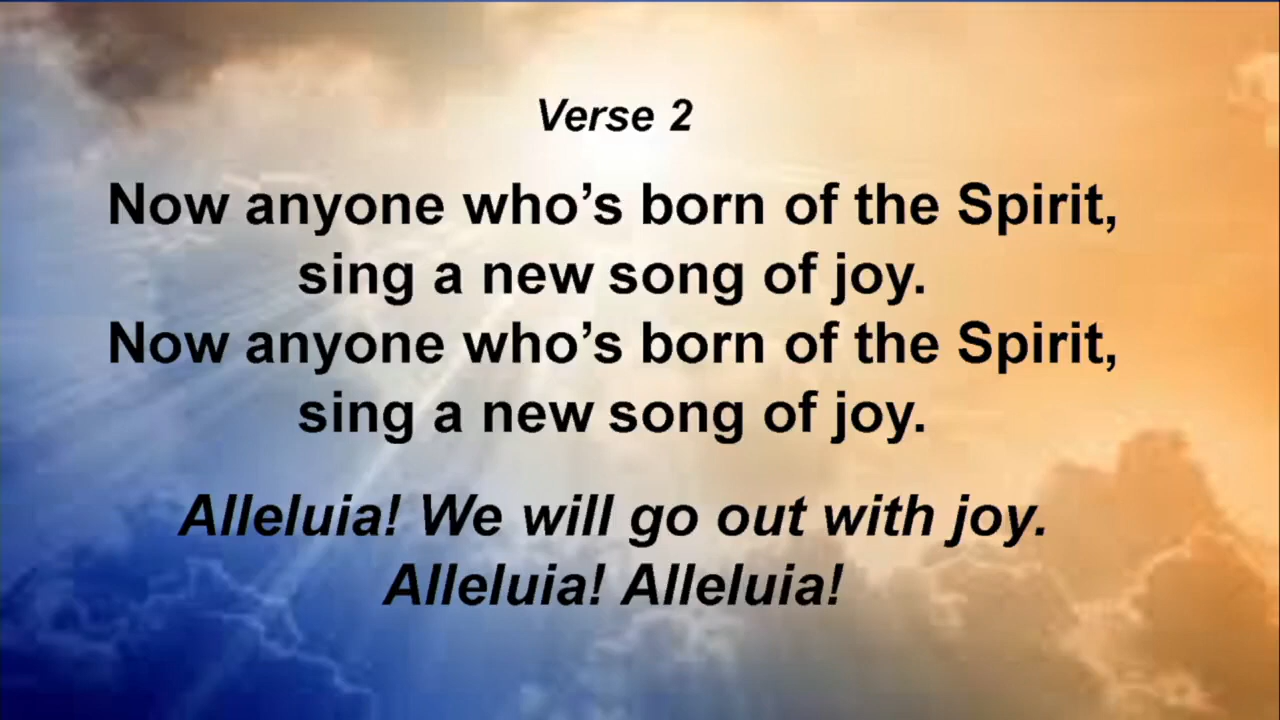 Verse 2
Now anyone who’s born of the Spirit,
sing a new song of joy.
Now anyone who’s born of the Spirit,
sing a new song of joy.
Alleluia! We will go out with joy.
Alleluia! Alleluia!